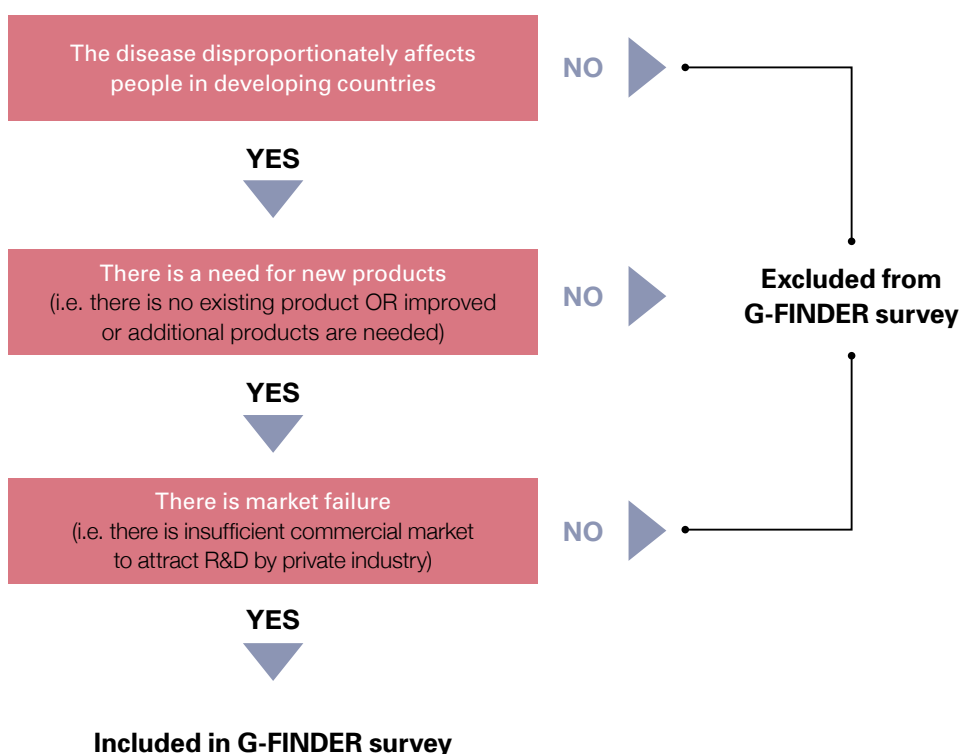 The disease disproportionately affects
people in developing countries
NO
YES
There is a need for new products
(i.e. there is no existing product OR improved
or additional products are needed)
NO
Excluded from
G-FINDER survey
YES
There is market failure
(i.e. there is insufficient commercial market
to attract R&D by private industry)
NO
YES
Included in G-FINDER survey